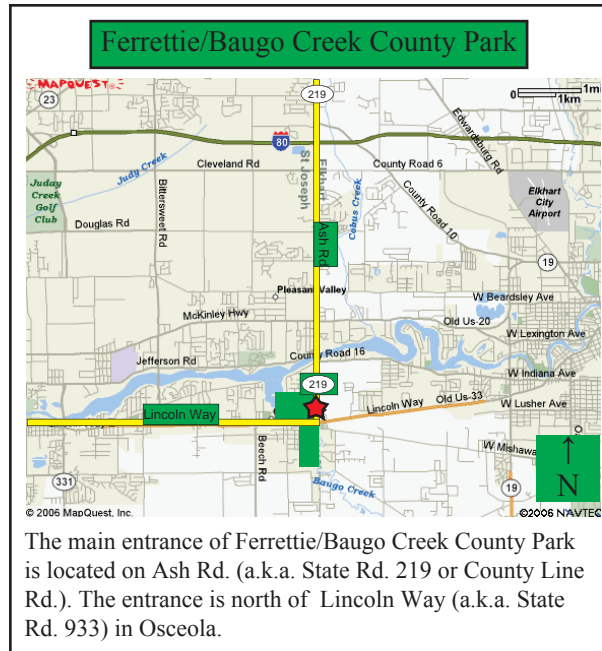 Ferrettie/Baugo Creek County Park
MAPQUEST
219
1mi
1km
23
Edwardsburg Rd
80
Cleveland Rd
County Road 6
Judy Creek
St Joseph
Elkhart
Cobus Creek
Juday
Creek
Golf
Club
Bittersweet Rd
Elkhart
City
Airport
Douglas Rd
Ash Rd
County Road 10
19
Pleasant Valley
W Beardsley Ave
McKinley Hwy
Old Us-20
W Lexington Ave
County Road 16
Jefferson Rd
W Indiana Ave
219
Lincoln Way
Lincoln Way
Old Us-33
W Lusher Ave
Beech Rd
W Mishawa
331
Baugo Creek
19
↑
N
© 2006 MapQuest, Inc.
©2006 NAVTEQ
The main entrance of Ferrettie/Baugo Creek County Park
is located on Ash Rd. (a.k.a. State Rd. 219 or County Line
Rd.). The entrance is north of Lincoln Way (a.k.a. State
Rd. 933) in Osceola.